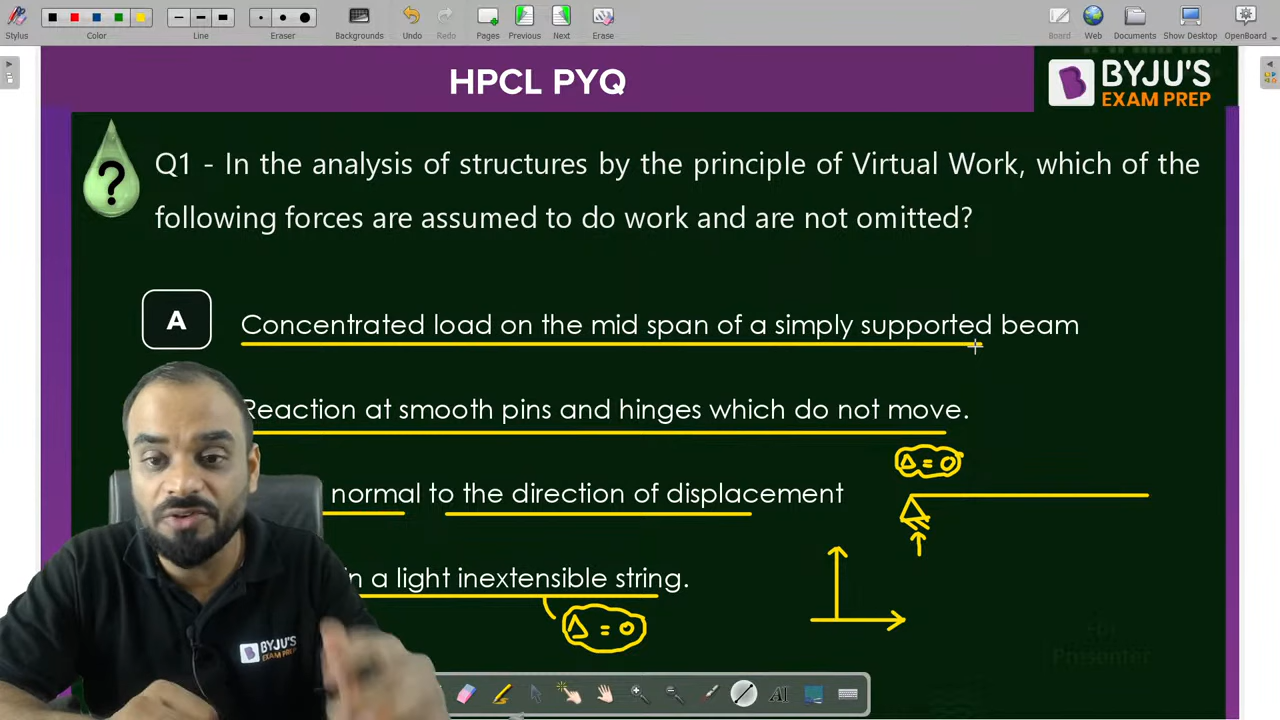 Stylus
Color
Line
Eraser
Backgrounds
Undo
Redo
Pages
Previous
Next
Erase
Board
Web
Documents
Show Desktop
OpenBoard
HPCL PYQ
BYJU'S
EXAM PREP
?
Q1 - In the analysis of structures by the principle of Virtual Work, which of the
following forces are assumed to do work and are not omitted?
A
Concentrated load on the mid span of a simply supported beam
Reaction at smooth pins and hinges which do not move.
Δ = 0
normal to the direction of displacement
in a light inextensible string.
Δ = 0
For
Presenter
BYJU'S
EXAM PREP
AI